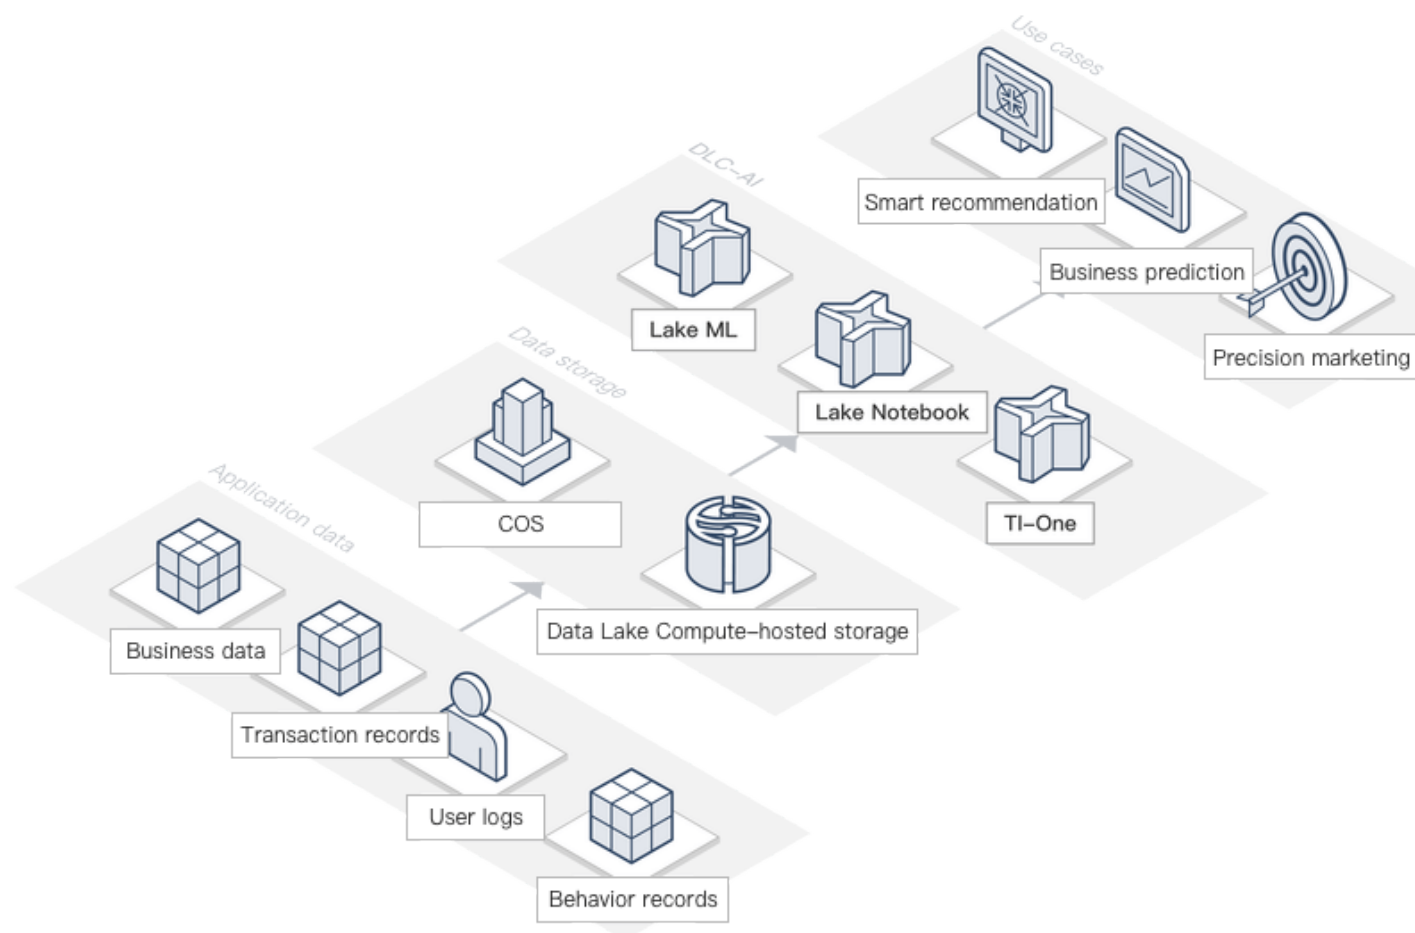 Use cases
Smart recommendation
Business prediction
Precision marketing
DLC-AI
Lake ML
Lake Notebook
TI-One
Data storage
COS
Data Lake Compute-hosted storage
Application data
Business data
Transaction records
User logs
Behavior records